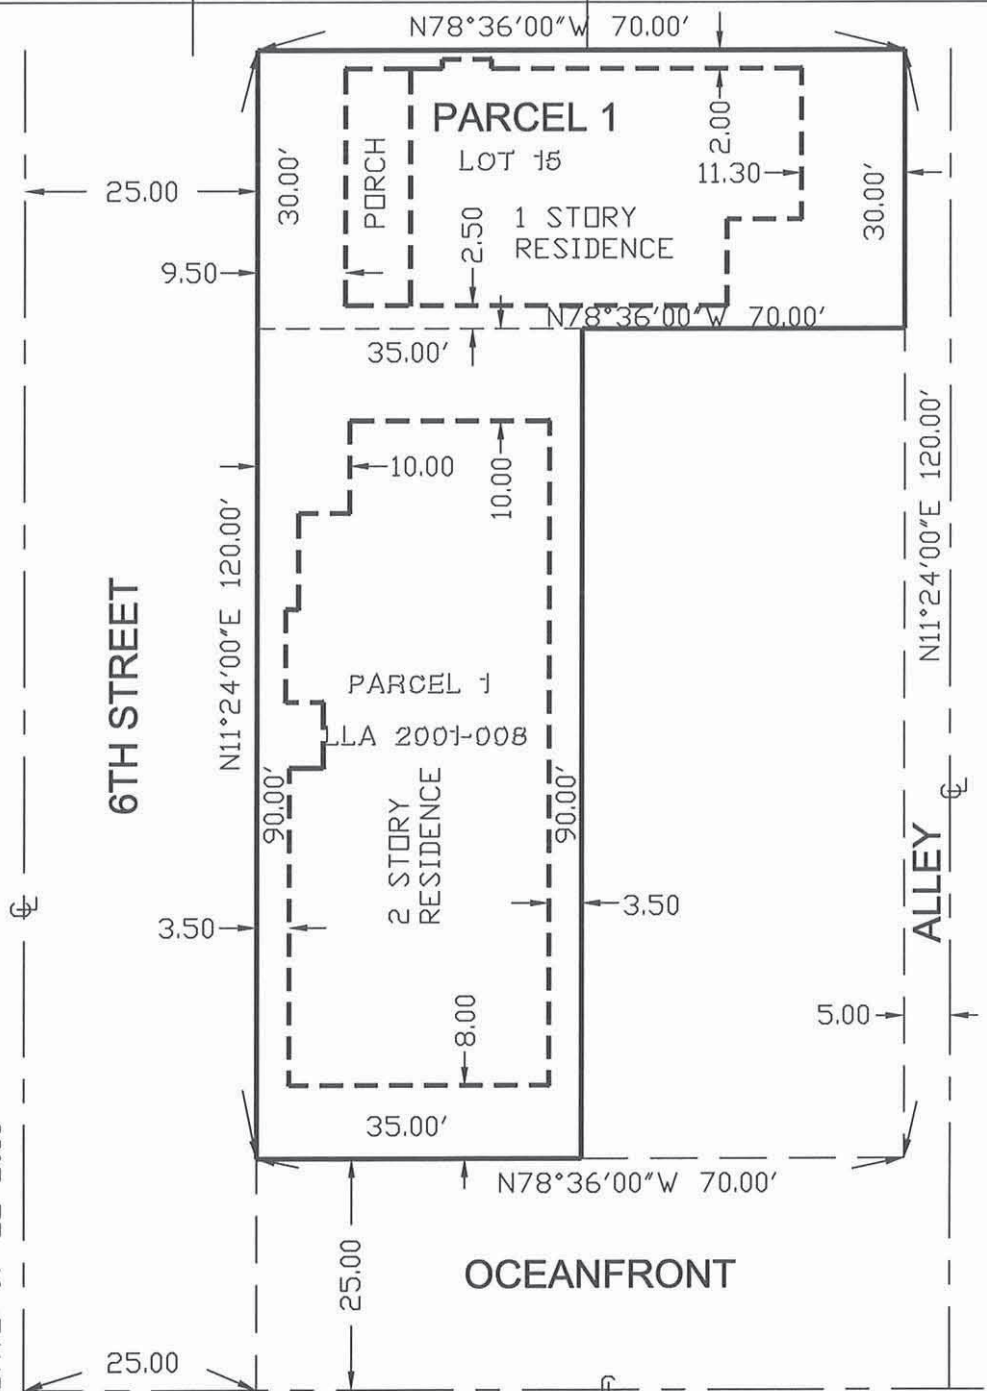 N78°36'00"W 70.00'
PARCEL 1
LOT 15
2.00
11.30
30.00'
30.00'
PORCH
25.00
9.50
2.50
1 STORY
RESIDENCE
N78°36'00"W 70.00'
35.00'
10.00
10.00
N11°24'00"E 120.00'
N11°24'00"E 120.00'
6TH STREET
PARCEL 1
LLA 2001-008
90.00'
90.00'
2 STORY
RESIDENCE
3.50
3.50
ALLEY
8.00
5.00
35.00'
N78°36'00"W 70.00'
25.00
OCEANFRONT
25.00